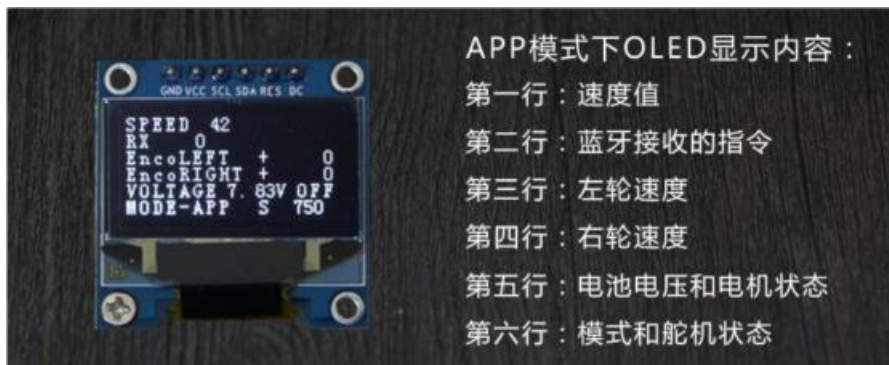 GND VCC SCL SDA RES DC
SPEED 42
RX 0
EncoLEFT + 0
EncoRIGHT + 0
VOLTAGE 7.83V OFF
MODE-APP S 750
APP模式下OLED显示内容：
第一行：速度值
第二行：蓝牙接收的指令
第三行：左轮速度
第四行：右轮速度
第五行：电池电压和电机状态
第六行：模式和舵机状态